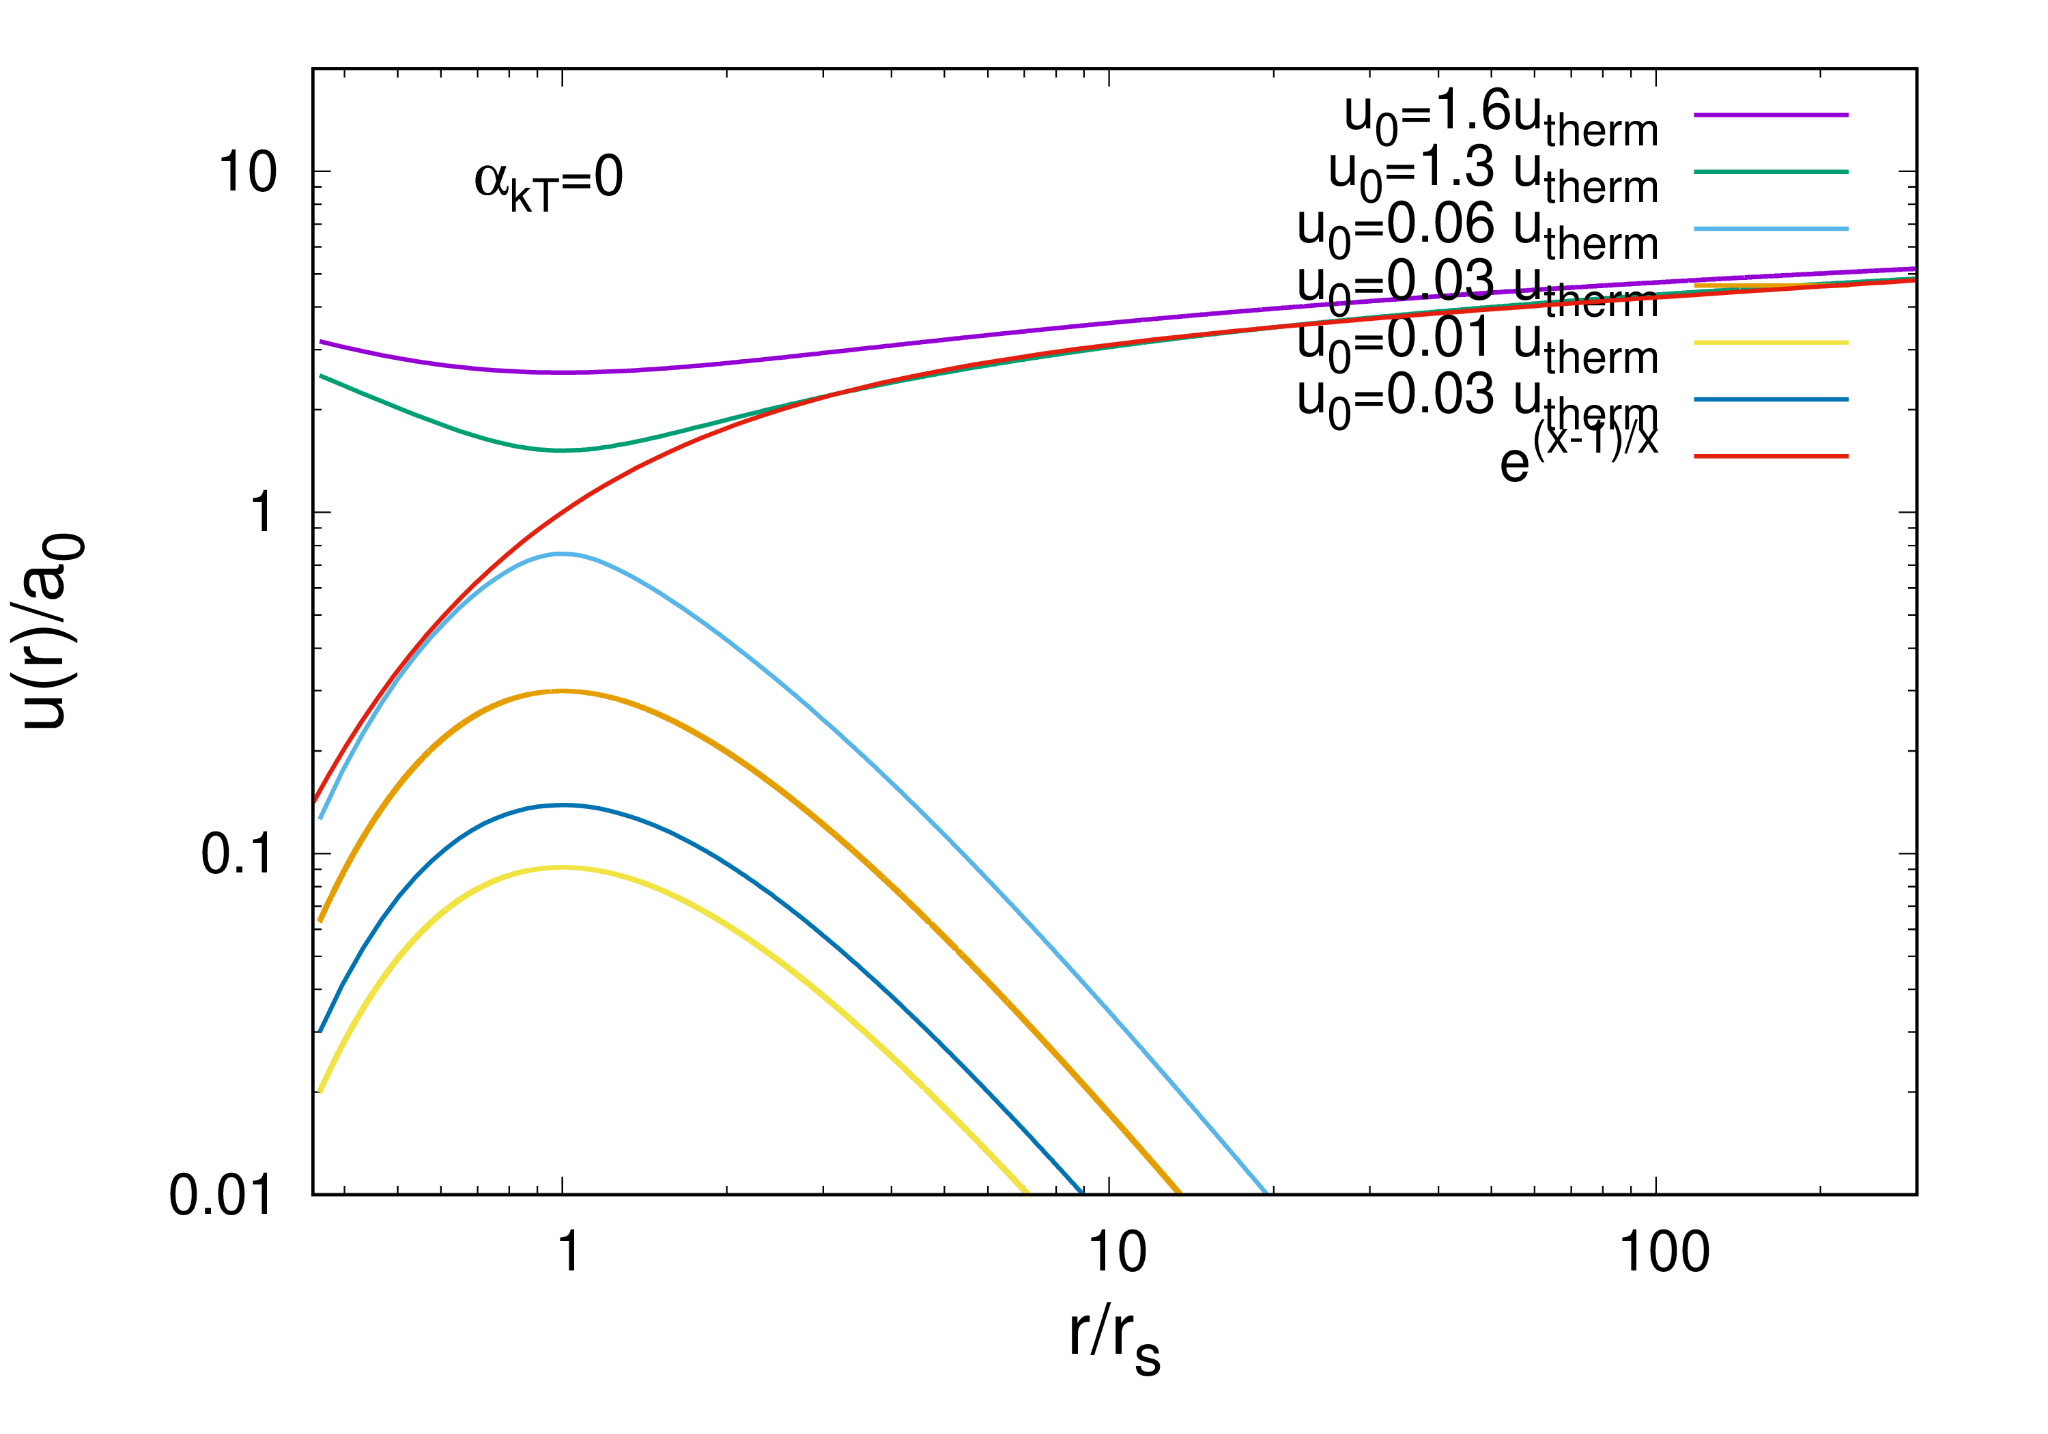 u0=1.6utherm
10
αkT=0
u0=1.3 utherm
u0=0.06 utherm
u0=0.03 utherm
u0=0.01 utherm
u0=0.03 utherm
e(x-1)/x
1
u(r)/a0
0.1
0.01
1
10
100
r/rs